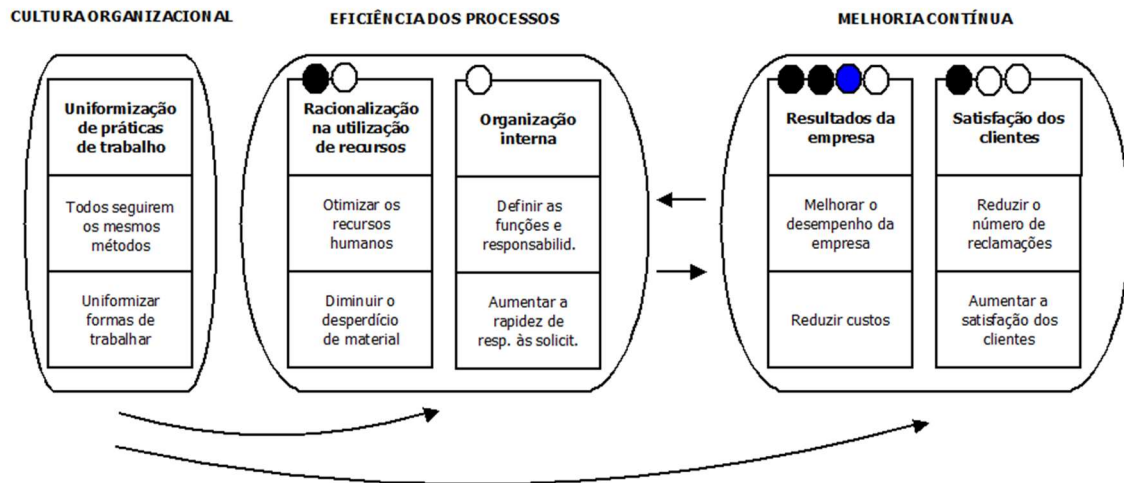 CULTURA ORGANIZACIONAL
EFICIÊNCIA DOS PROCESSOS
MELHORIA CONTÍNUA
Uniformização
de práticas
de trabalho
Todos seguirem
os mesmos
métodos
Uniformizar
formas de
trabalhar
Racionalização
na utilização
de recursos
Otimizar os
recursos
humanos
Diminuir o
desperdício
de material
Organização
interna
Definir as
funções e
responsabilid.
Aumentar a
rapidez de
resp. às solicit.
Resultados da
empresa
Melhorar o
desempenho da
empresa
Reduzir custos
Satisfação dos
clientes
Reduzir o
número de
reclamações
Aumentar a
satisfação dos
clientes